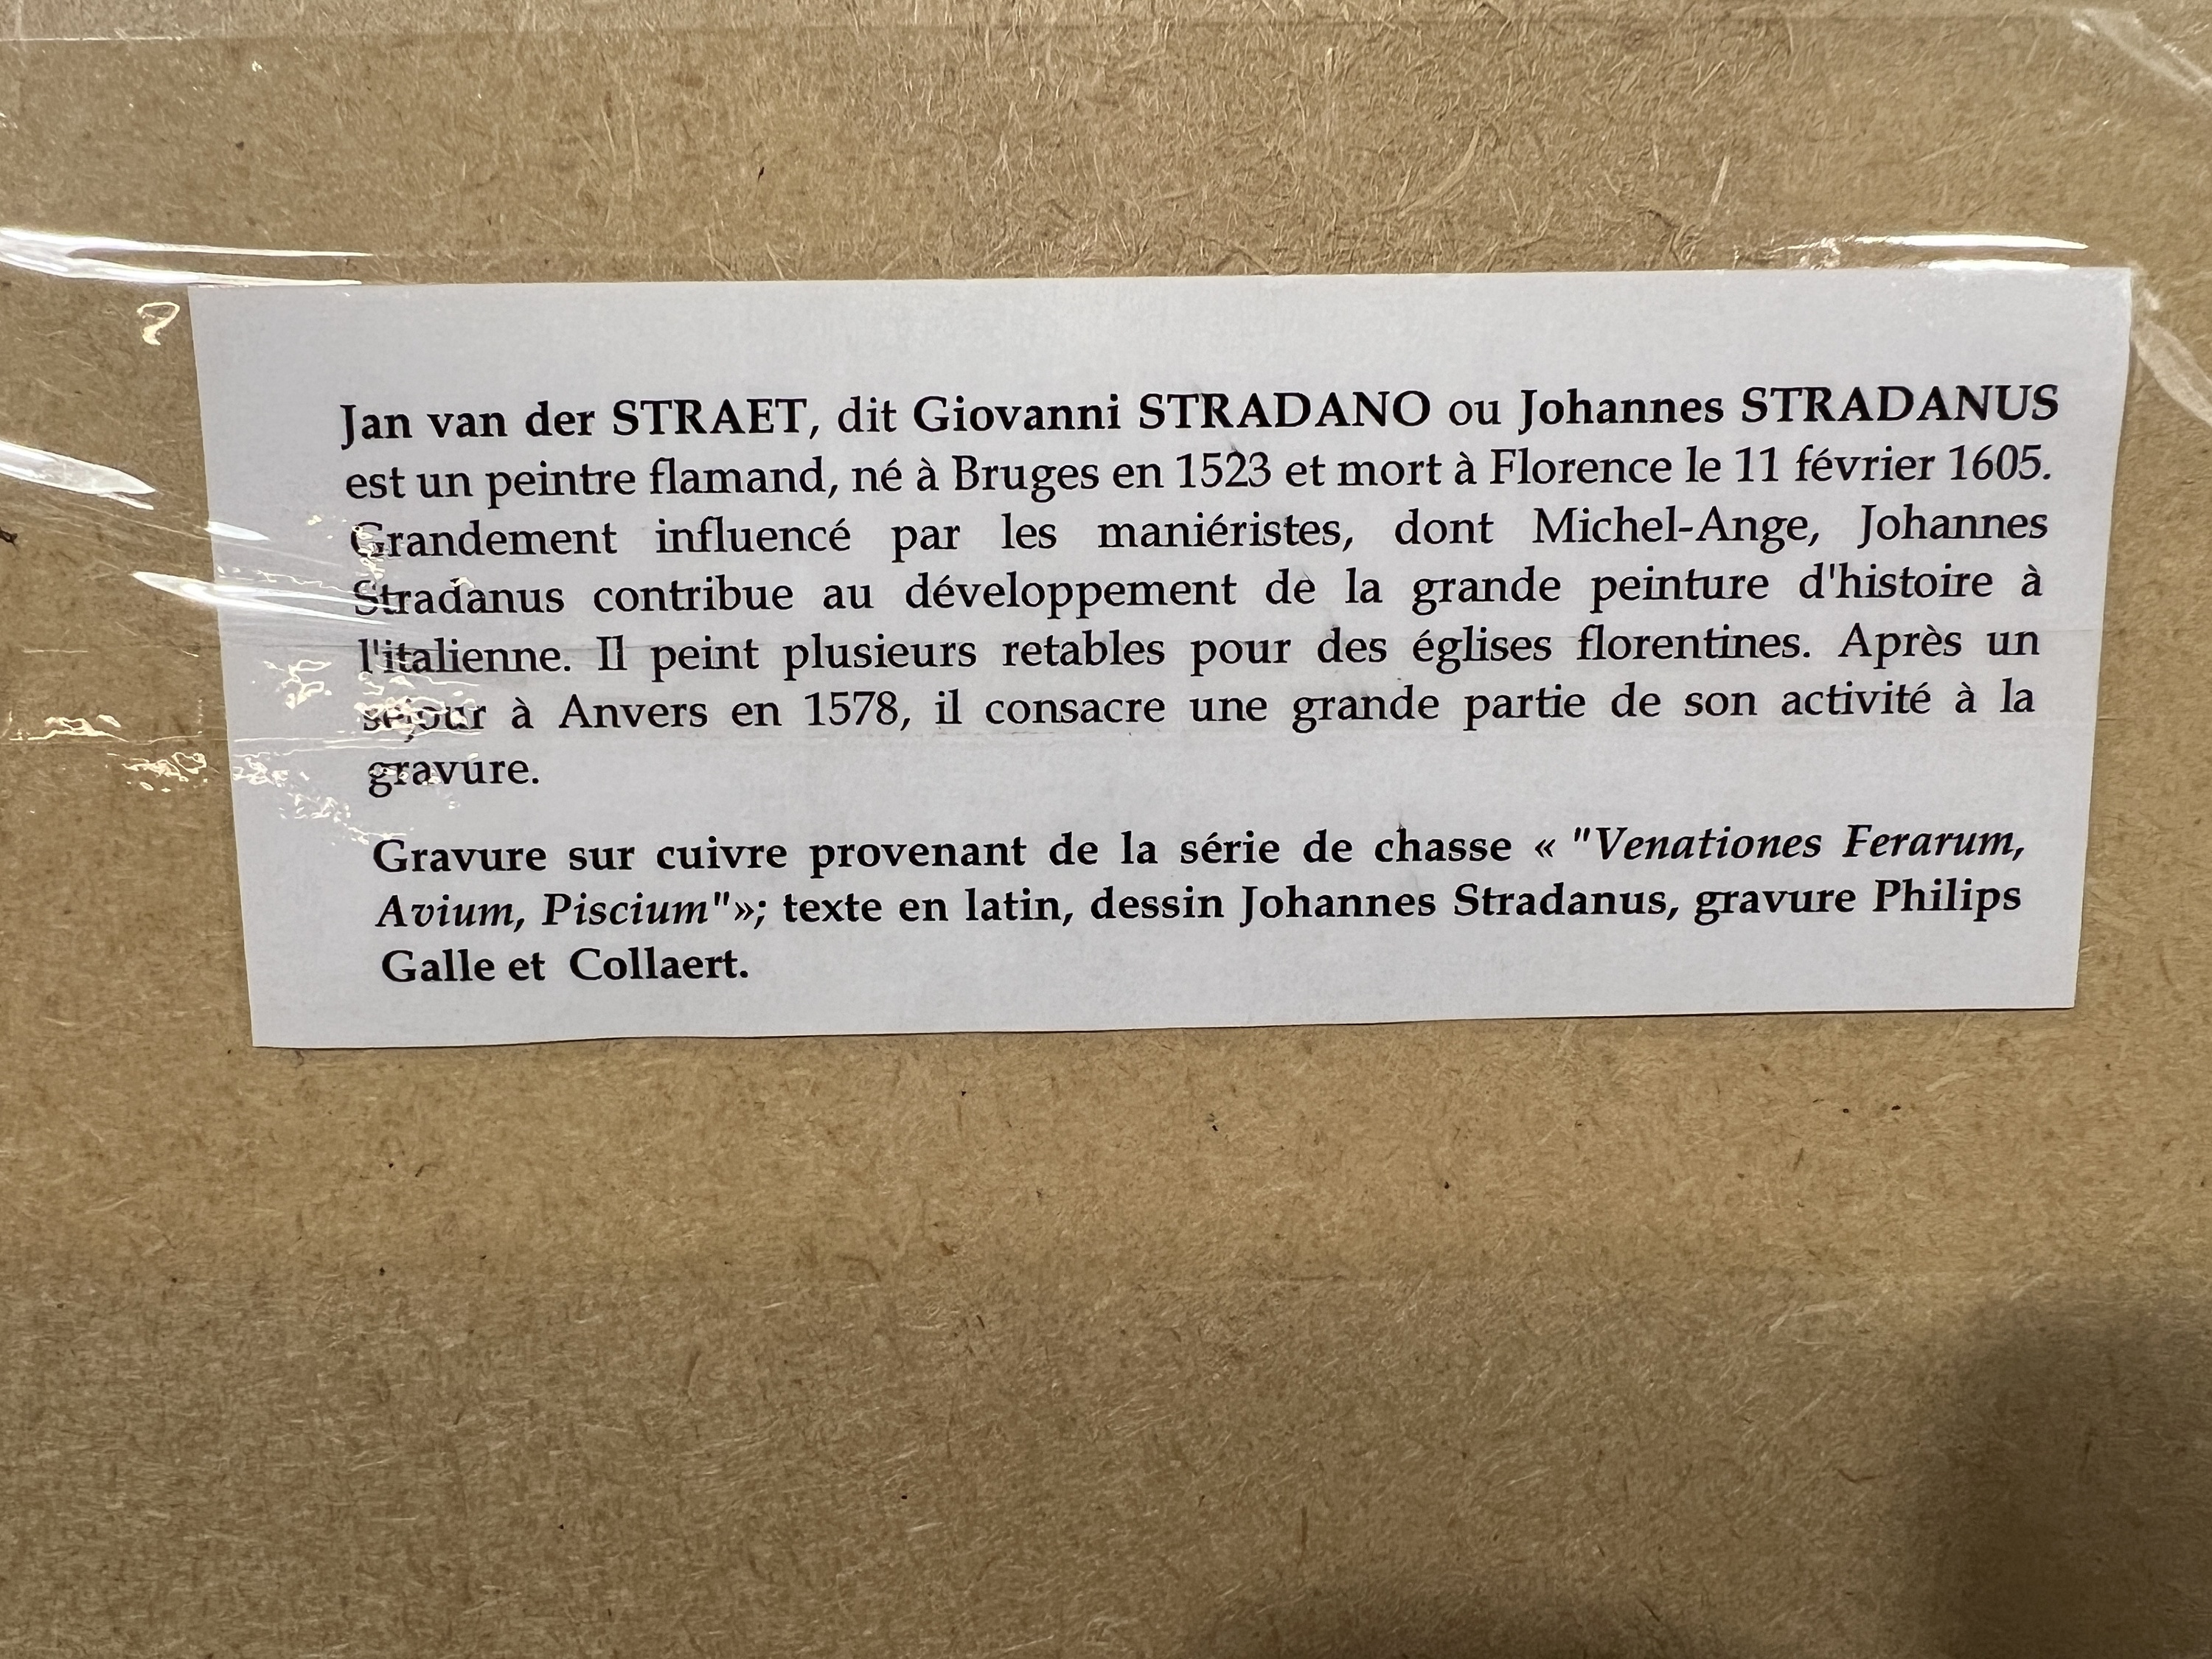 Jan van der STRAET, dit Giovanni STRADANO ou Johannes STRADANUS
est un peintre flamand, né à Bruges en 1523 et mort à Florence le 11 février 1605.
Grandement influencé par les maniéristes, dont Michel-Ange, Johannes
Stradanus contribue au développement de la grande peinture d'histoire à
l'italienne. Il peint plusieurs retables pour des églises florentines. Après un
séjour à Anvers en 1578, il consacre une grande partie de son activité à la
gravure.
Gravure sur cuivre provenant de la série de chasse « "Venationes Ferarum,
Avium, Piscium"»; texte en latin, dessin Johannes Stradanus, gravure Philips
Galle et Collaert.